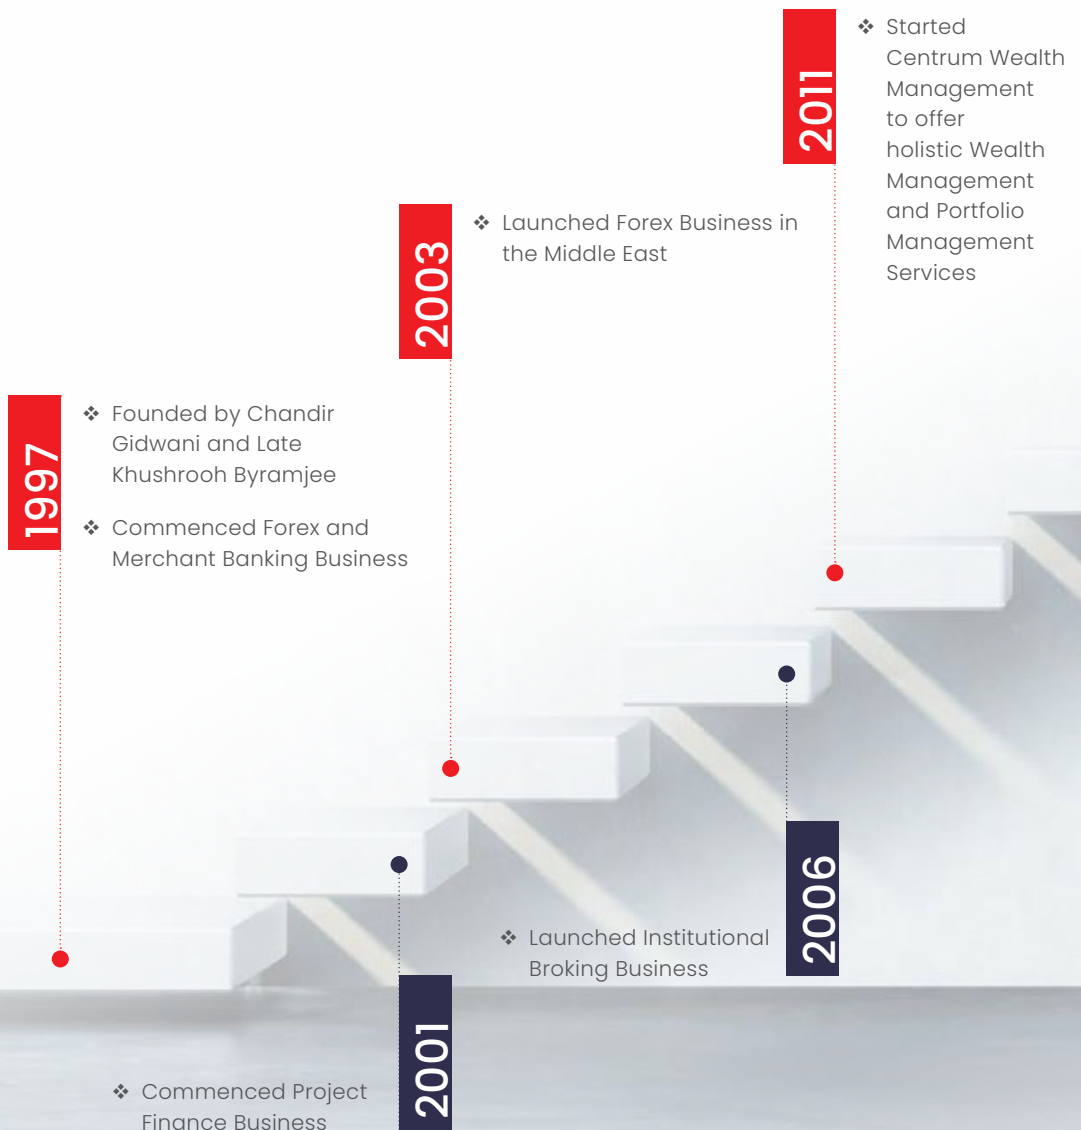 1997
❖ Founded by Chandir
Gidwani and Late
Khushrooh Byramjee
❖ Commenced Forex and
Merchant Banking Business
2001
❖ Commenced Project
Finance Business
2003
❖ Launched Forex Business in
the Middle East
2006
❖ Launched Institutional
Broking Business
2011
❖ Started
Centrum Wealth
Management
to offer
holistic Wealth
Management
and Portfolio
Management
Services